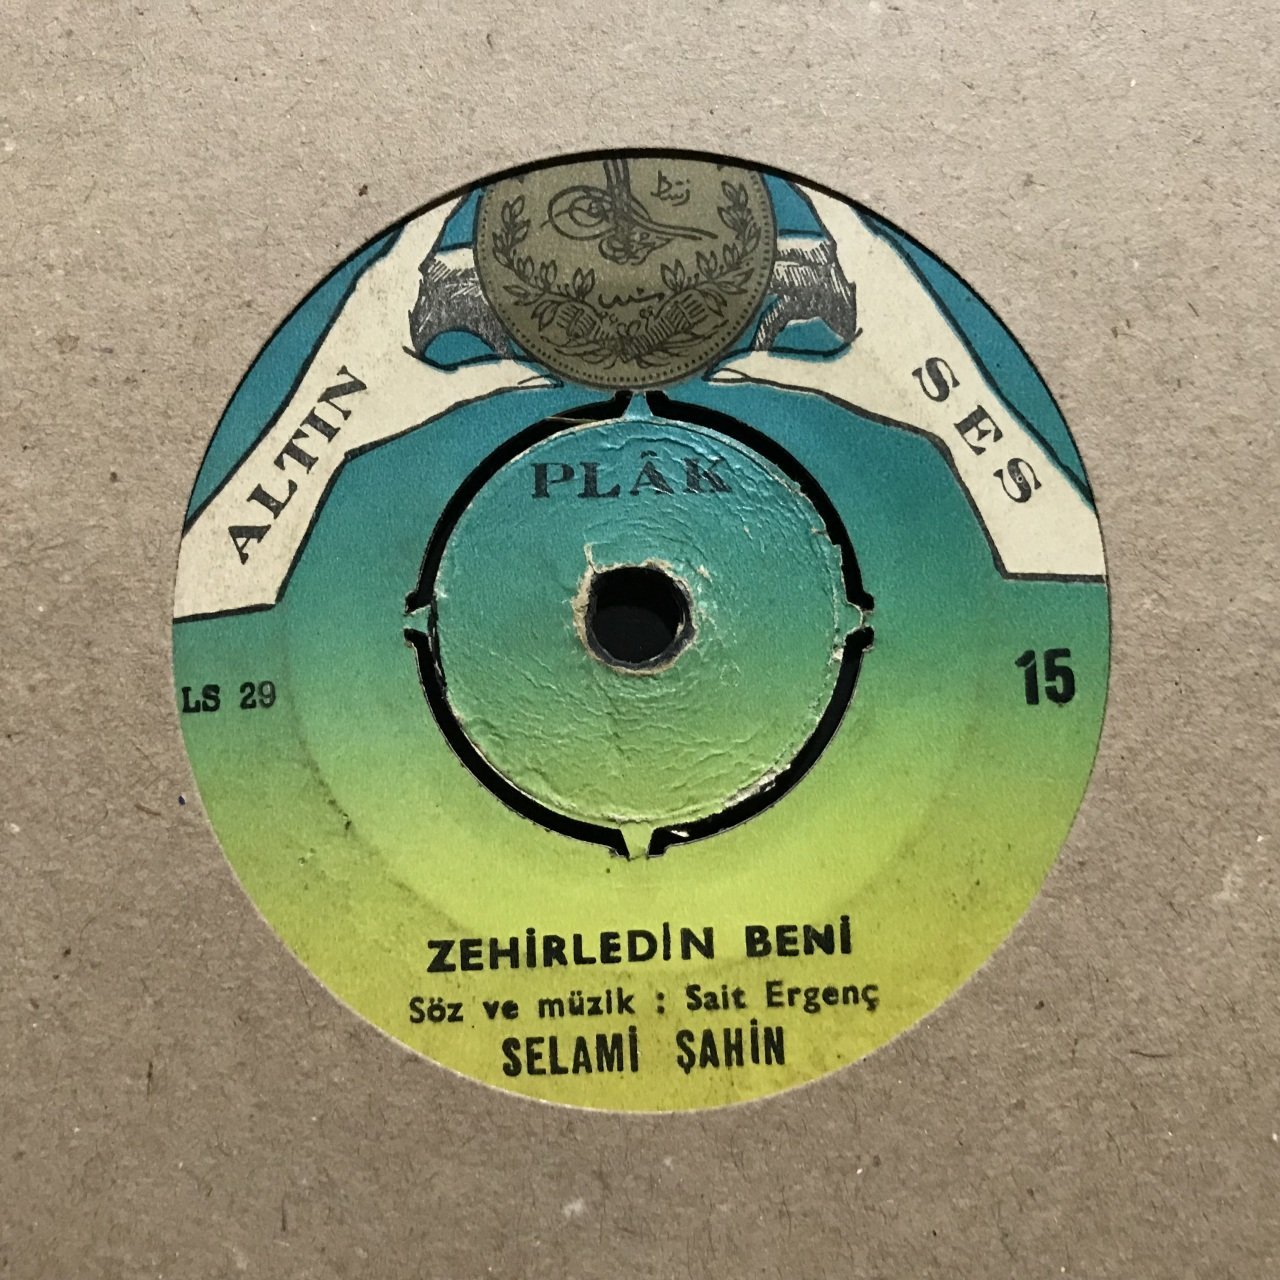 ALTIN
SES
PLÂK
LS 29
15
ZEHİRLEDİN BENİ
Söz ve müzik : Sait Ergenç
SELAMİ ŞAHİN